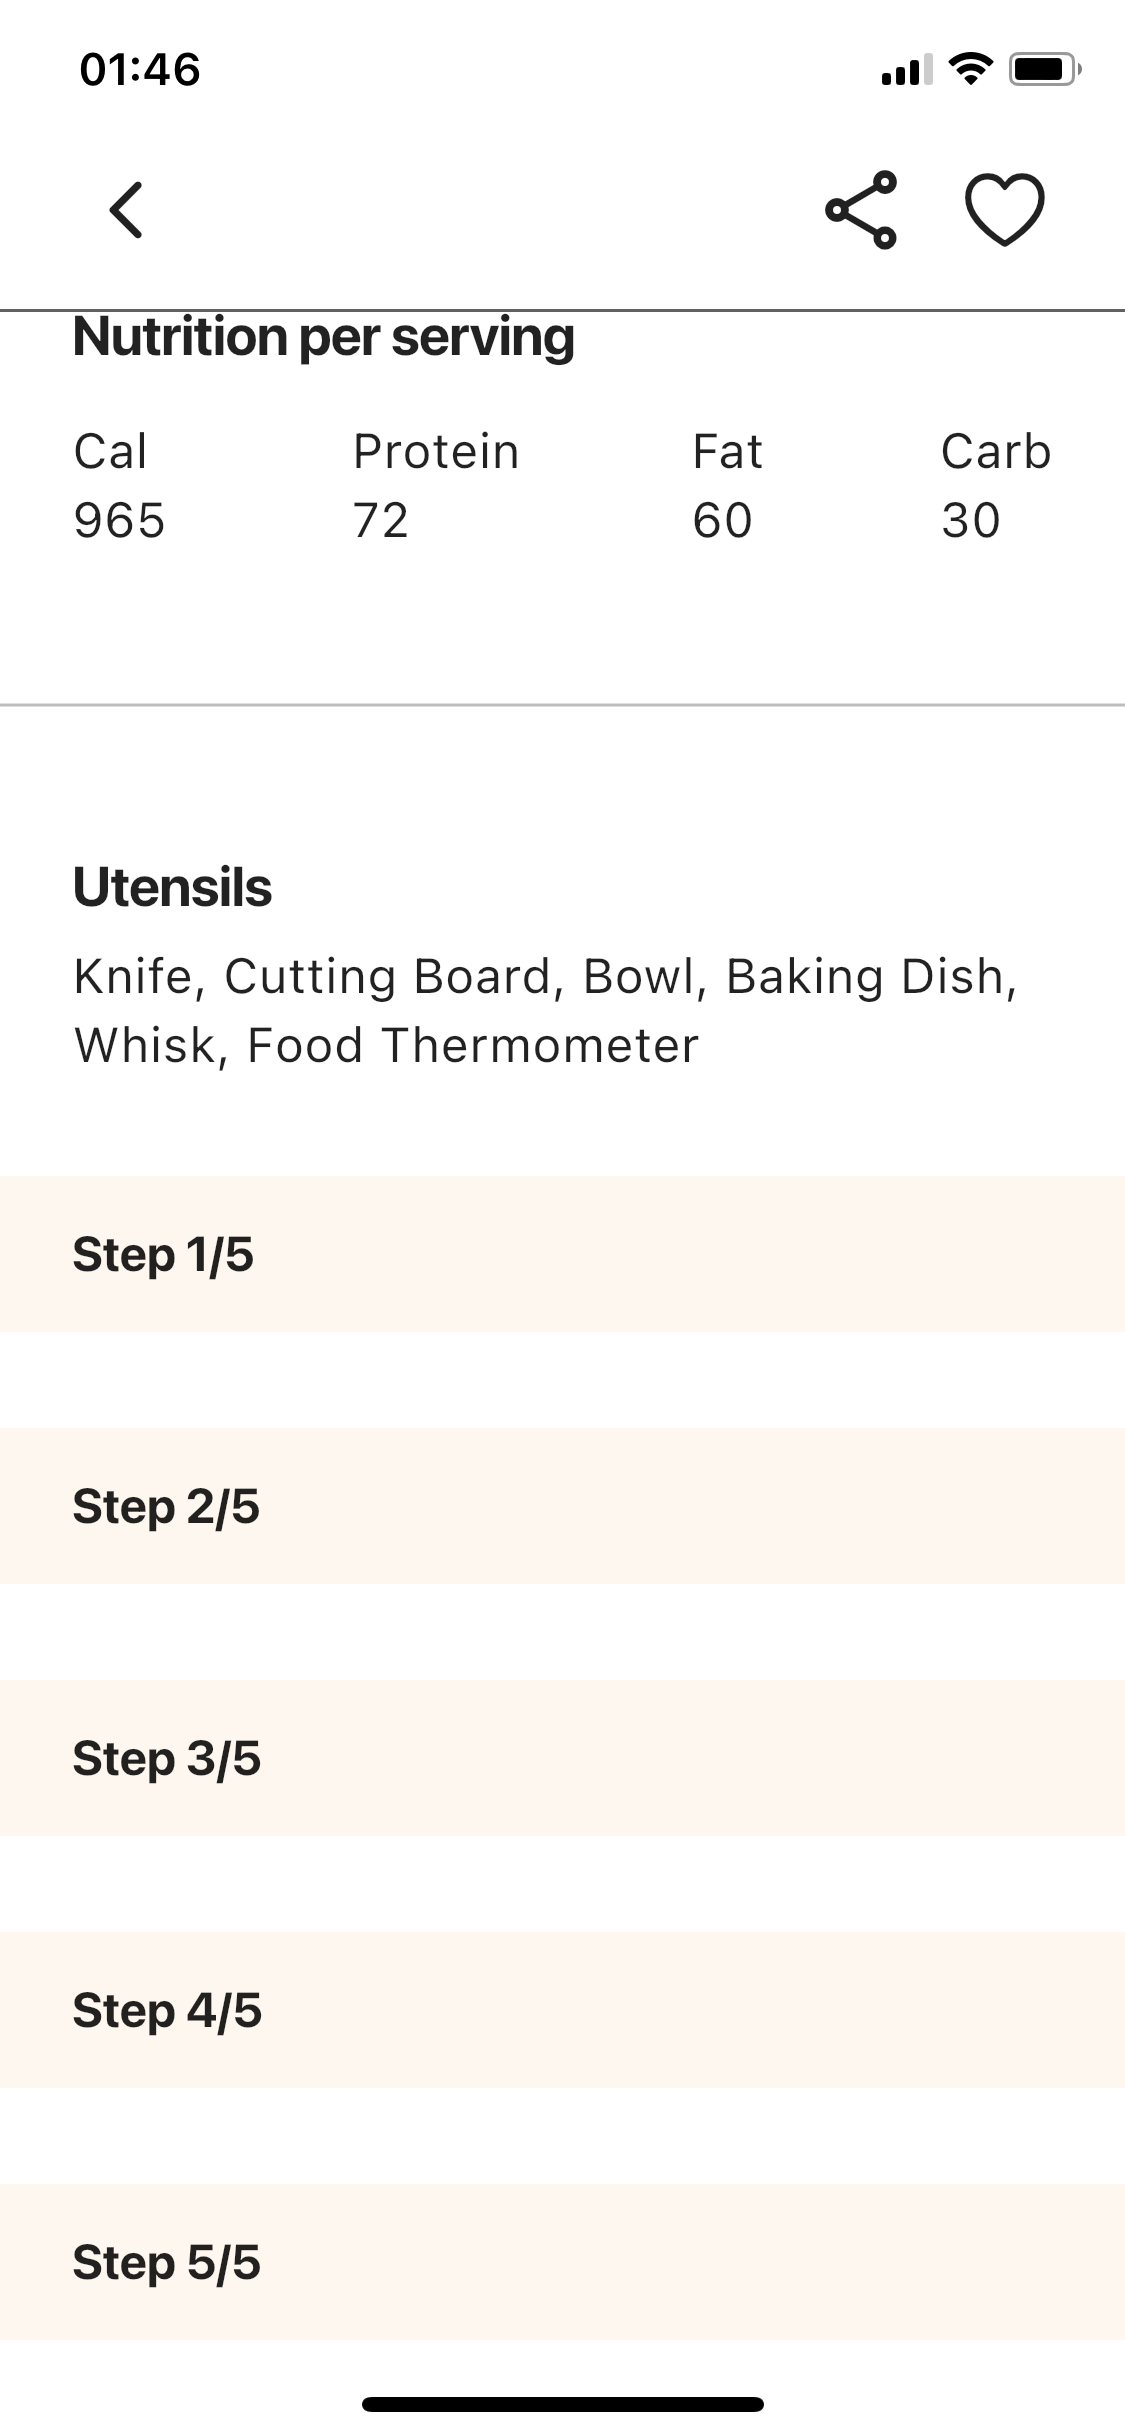 01:46
Nutrition per serving
Cal Protein Fat Carb
965 72 60 30
Utensils
Knife, Cutting Board, Bowl, Baking Dish,
Whisk, Food Thermometer
Step 1/5
Step 2/5
Step 3/5
Step 4/5
Step 5/5